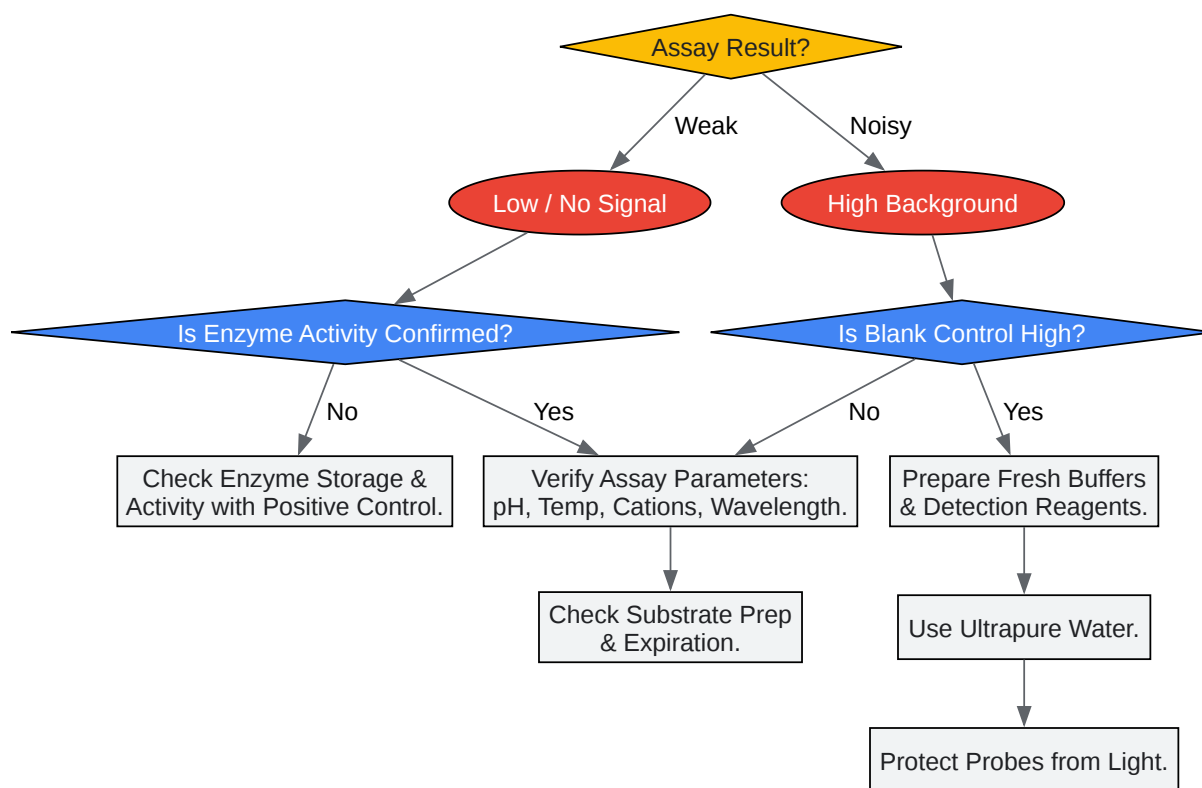 Assay Result?
Weak
Noisy
Low / No Signal
High Background
Is Enzyme Activity Confirmed?
Is Blank Control High?
No
Yes
No
Yes
Check Enzyme Storage &
Activity with Positive Control.
Verify Assay Parameters:
pH, Temp, Cations, Wavelength.
Prepare Fresh Buffers
& Detection Reagents.
Check Substrate Prep
& Expiration.
Use Ultrapure Water.
Protect Probes from Light.